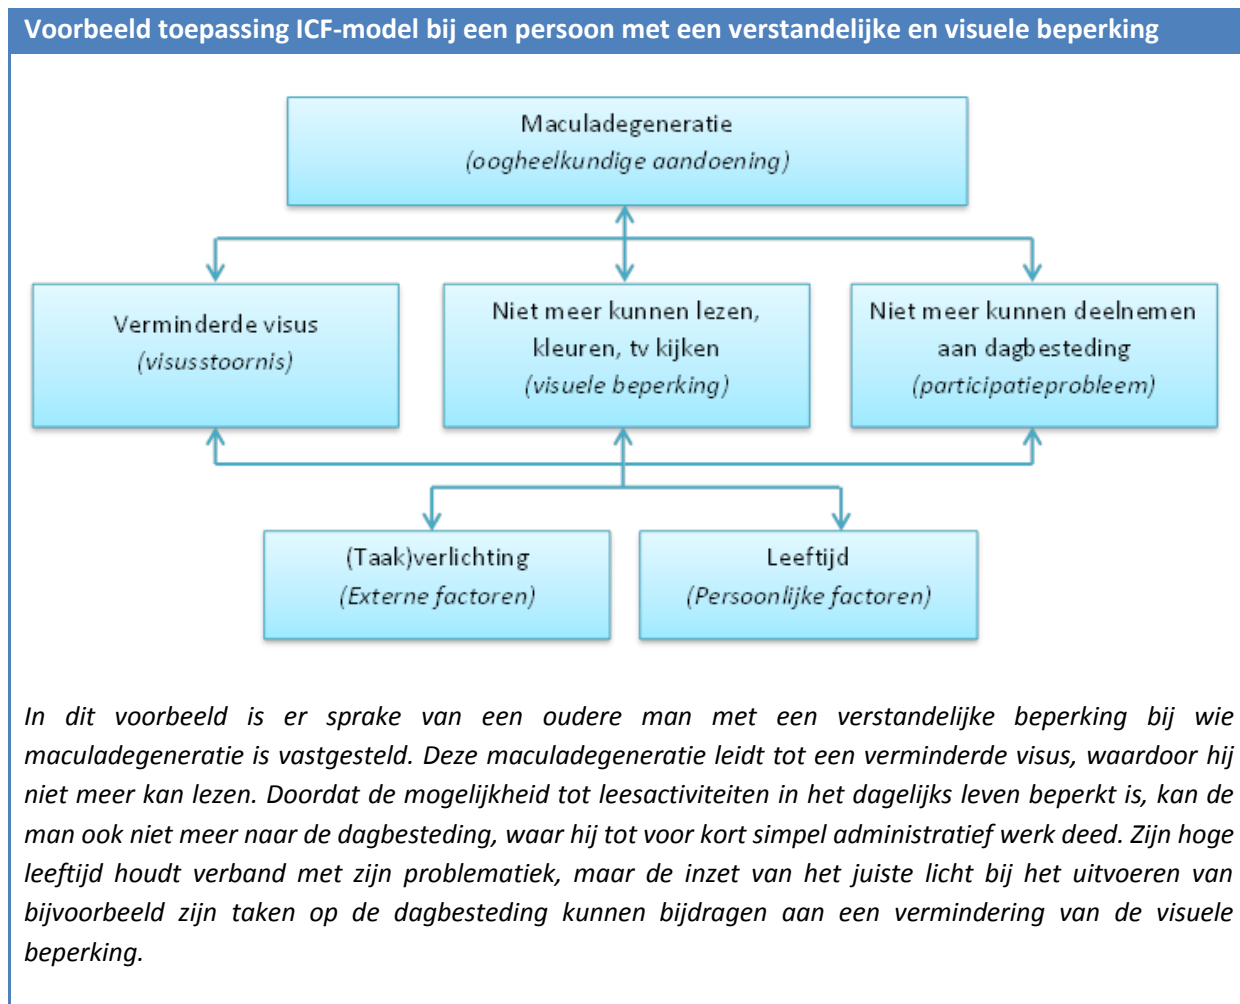 Voorbeeld toepassing ICF-model bij een persoon met een verstandelijke en visuele beperking
Maculadegeneratie
(oogheelkundige aandoening)
Verminderde visus
(visusstoornis)
Niet meer kunnen lezen,
kleuren, tv kijken
(visuele beperking)
Niet meer kunnen deelnemen
aan dagbesteding
(participatieprobleem)
(Taak)verlichting
(Externe factoren)
Leeftijd
(Persoonlijke factoren)
In dit voorbeeld is er sprake van een oudere man met een verstandelijke beperking bij wie
maculadegeneratie is vastgesteld. Deze maculadegeneratie leidt tot een verminderde visus, waardoor hij
niet meer kan lezen. Doordat de mogelijkheid tot leesactiviteiten in het dagelijks leven beperkt is, kan de
man ook niet meer naar de dagbesteding, waar hij tot voor kort simpel administratief werk deed. Zijn hoge
leeftijd houdt verband met zijn problematiek, maar de inzet van het juiste licht bij het uitvoeren van
bijvoorbeeld zijn taken op de dagbesteding kunnen bijdragen aan een vermindering van de visuele
beperking.